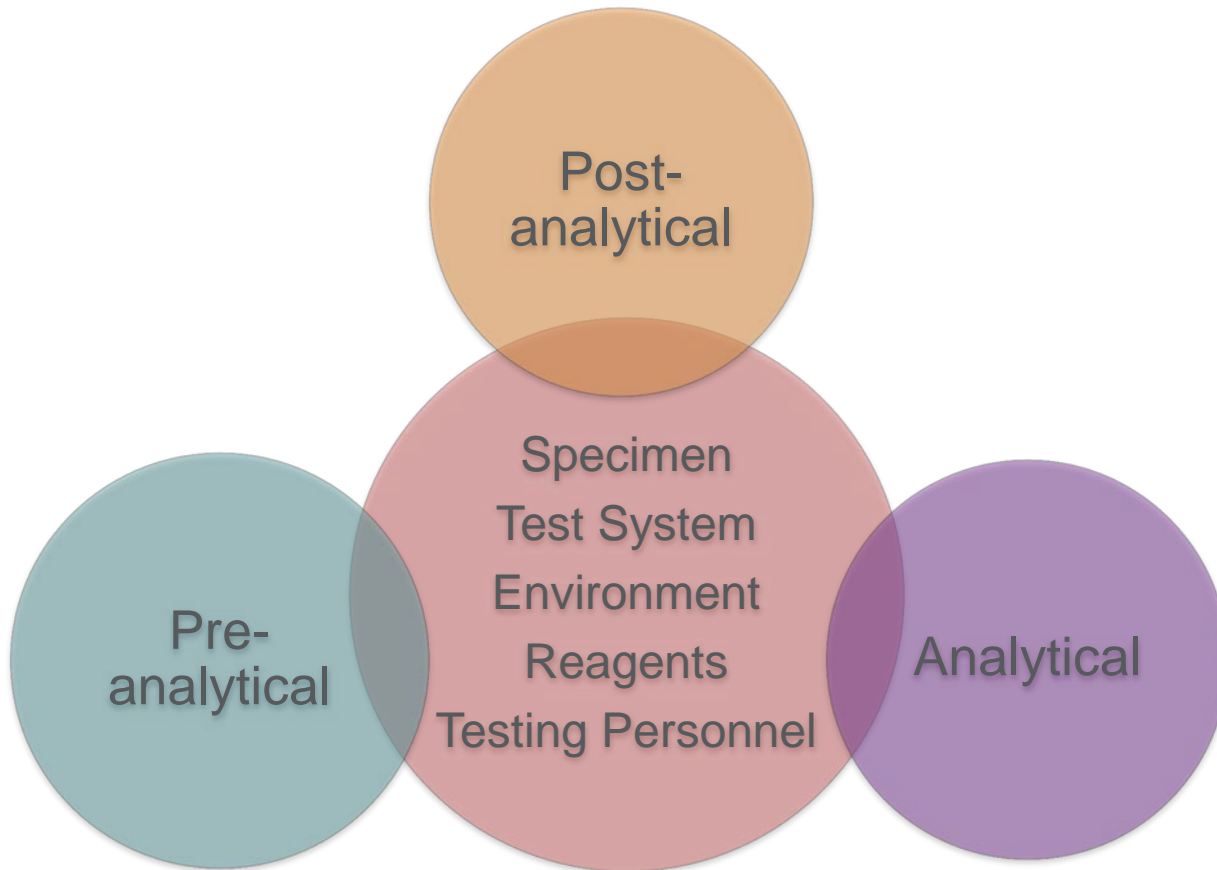 Post-
analytical
Specimen
Test System
Environment
Reagents
Testing Personnel
Pre-
analytical
Analytical